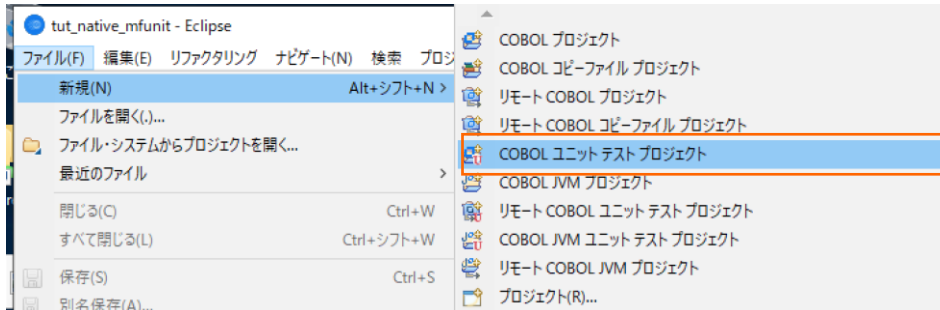 tut_native_mfunit - Eclipse
ファイル(F) 編集(E) リファクタリング ナビゲート(N) 検索 プロジ
新規(N) Alt+シフト+N >
ファイルを開く(.)...
ファイル・システムからプロジェクトを開く...
最近のファイル >
閉じる(C) Ctrl+W
すべて閉じる(L) Ctrl+シフト+W
保存(S) Ctrl+S
別名保存(A)...
COBOL プロジェクト
COBOL コピーファイル プロジェクト
リモート COBOL プロジェクト
リモート COBOL コピーファイル プロジェクト
COBOL ユニット テスト プロジェクト
COBOL JVM プロジェクト
リモート COBOL ユニット テスト プロジェクト
COBOL JVM ユニット テスト プロジェクト
リモート COBOL JVM プロジェクト
プロジェクト(R)...